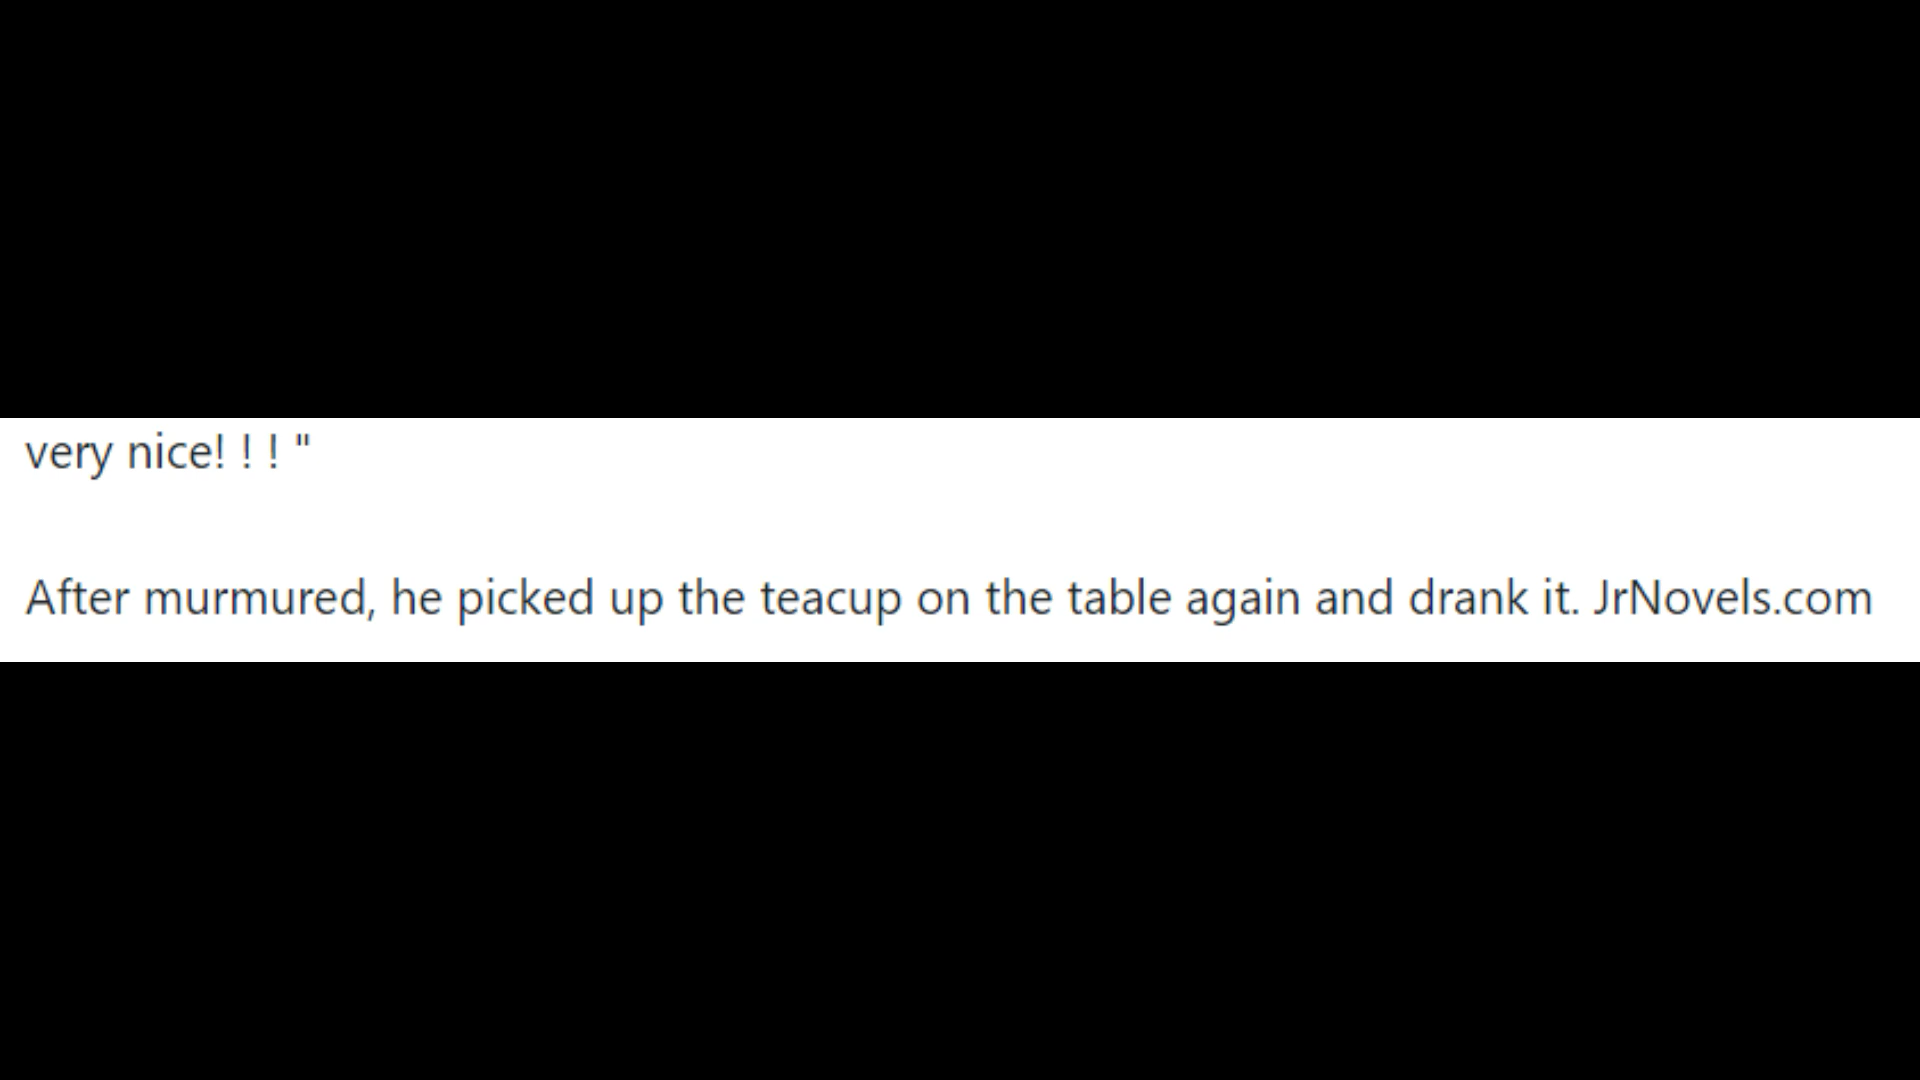 very nice! ! ! "
After murmured, he picked up the teacup on the table again and drank it. JrNovels.com